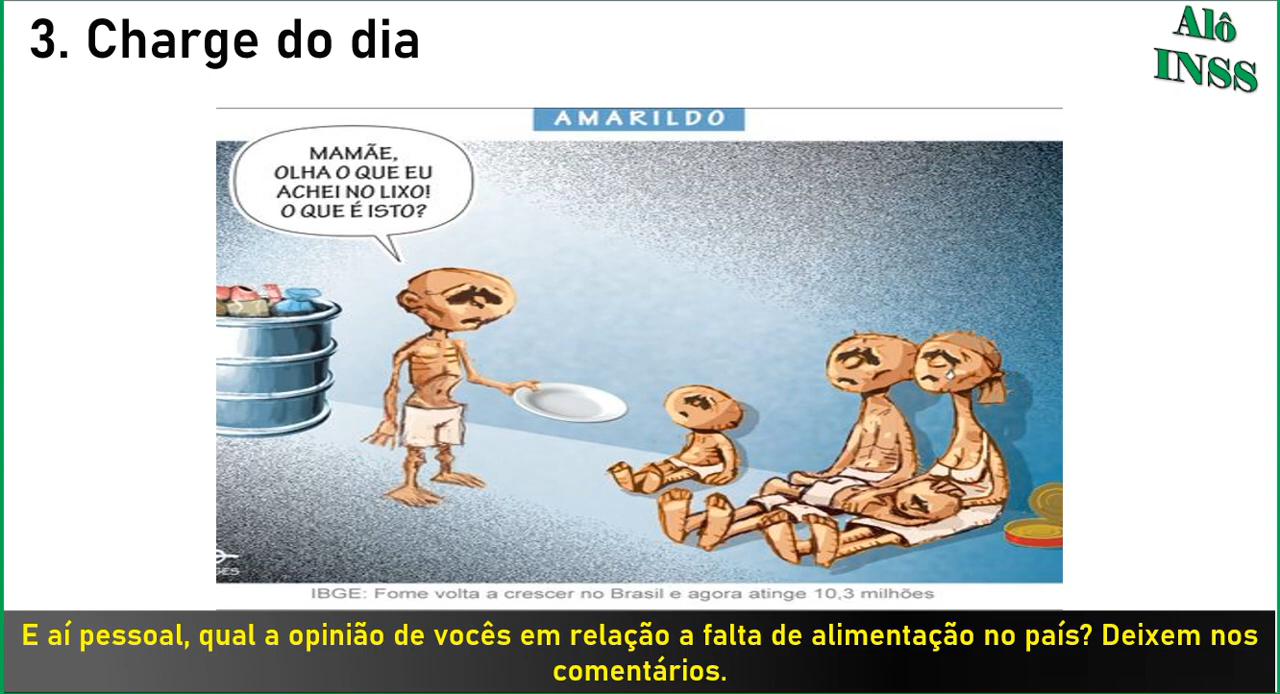 3. Charge do dia
Alô
INSS
AMARILDO
MAMÃE,
OLHA O QUE EU
ACHEI NO LIXO!
O QUE É ISTO?
IBGE: Fome volta a crescer no Brasil e agora atinge 10,3 milhões
E aí pessoal, qual a opinião de vocês em relação a falta de alimentação no país? Deixem nos
comentários.